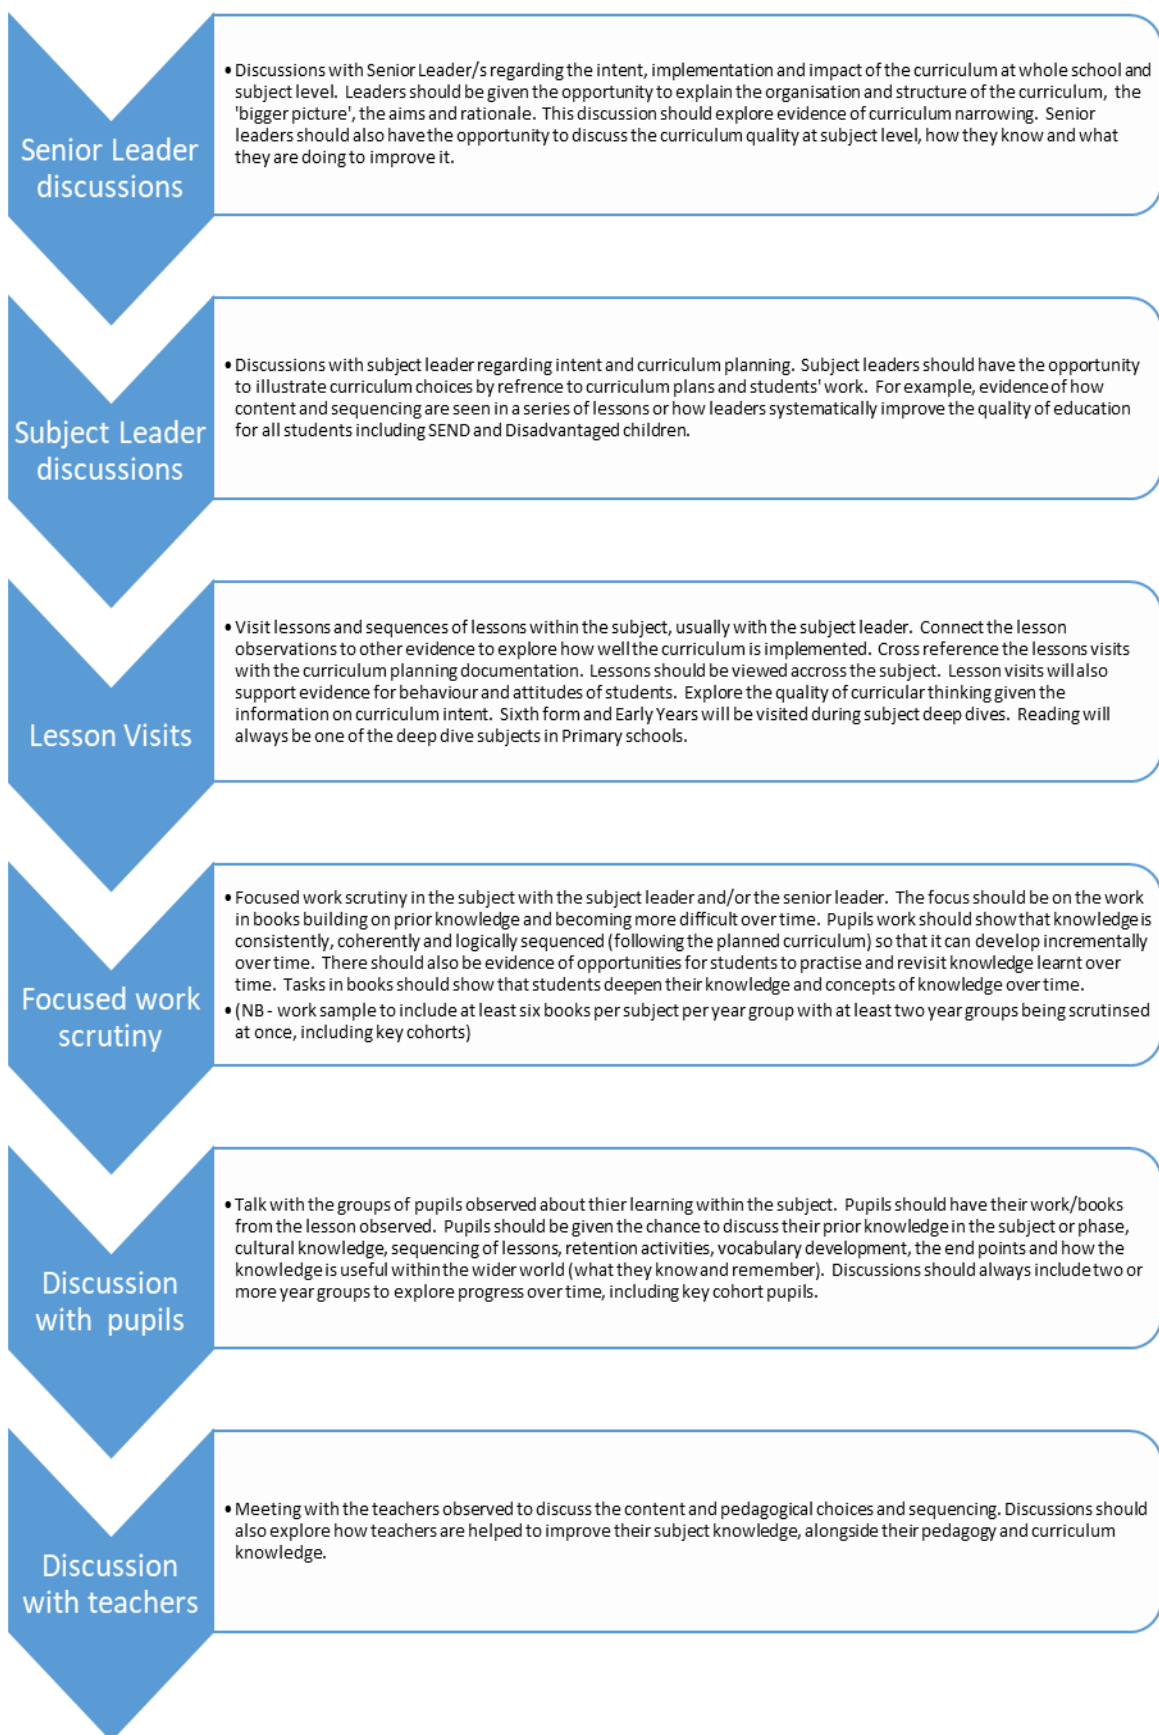 Senior Leader
discussions
• Discussions with Senior Leader/s regarding the intent, implementation and impact of the curriculum at whole school and
subject level. Leaders should be given the opportunity to explain the organisation and structure of the curriculum, the
'bigger picture', the aims and rationale. This discussion should explore evidence of curriculum narrowing. Senior
leaders should also have the opportunity to discuss the curriculum quality at subject level, how they know and what
they are doing to improve it.
Subject Leader
discussions
• Discussions with subject leader regarding intent and curriculum planning. Subject leaders should have the opportunity
to illustrate curriculum choices by refrence to curriculum plans and students' work. For example, evidence of how
content and sequencing are seen in a series of lessons or how leaders systematically improve the quality of education
for all students including SEND and Disadvantaged children.
Lesson Visits
• Visit lessons and sequences of lessons within the subject, usually with the subject leader. Connect the lesson
observations to other evidence to explore how well the curriculum is implemented. Cross reference the lessons visits
with the curriculum planning documentation. Lessons should be viewed accross the subject. Lesson visits will also
support evidence for behaviour and attitudes of students. Explore the quality of curricular thinking given the
information on curriculum intent. Sixth form and Early Years will be visited during subject deep dives. Reading will
always be one of the deep dive subjects in Primary schools.
Focused work
scrutiny
• Focused work scrutiny in the subject with the subject leader and/or the senior leader. The focus should be on the work
in books building on prior knowledge and becoming more difficult over time. Pupils work should show that knowledge is
consistently, coherently and logically sequenced (following the planned curriculum) so that it can develop incrementally
over time. There should also be evidence of opportunities for students to practise and revisit knowledge learnt over
time. Tasks in books should show that students deepen their knowledge and concepts of knowledge over time.
• (NB - work sample to include at least six books per subject per year group with at least two year groups being scrutinsed
at once, including key cohorts)
Discussion
with pupils
• Talk with the groups of pupils observed about thier learning within the subject. Pupils should have their work/books
from the lesson observed. Pupils should be given the chance to discuss their prior knowledge in the subject or phase,
cultural knowledge, sequencing of lessons, retention activities, vocabulary development, the end points and how the
knowledge is useful within the wider world (what they know and remember). Discussions should always include two or
more year groups to explore progress over time, including key cohort pupils.
Discussion
with teachers
• Meeting with the teachers observed to discuss the content and pedagogical choices and sequencing. Discussions should
also explore how teachers are helped to improve their subject knowledge, alongside their pedagogy and curriculum
knowledge.